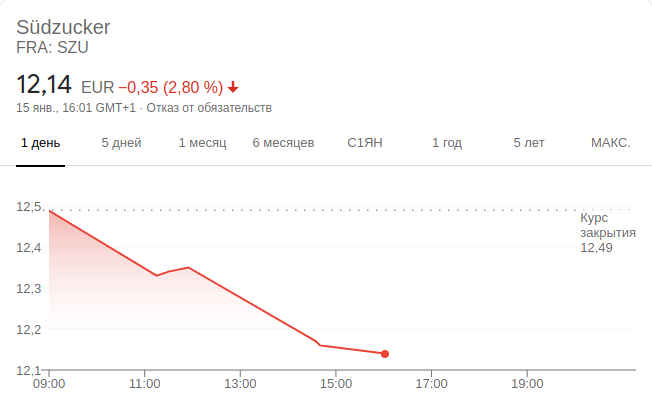 Südzucker
FRA: SZU
12,14 EUR −0,35 (2,80 %)
15 янв., 16:01 GMT+1 · Отказ от обязательств
1 день 5 дней 1 месяц 6 месяцев С1ЯН 1 год 5 лет МАКС.
12,5
Курс
закрытия
12,49
12,4
12,3
12,2
12,1
09:00 11:00 13:00 15:00 17:00 19:00